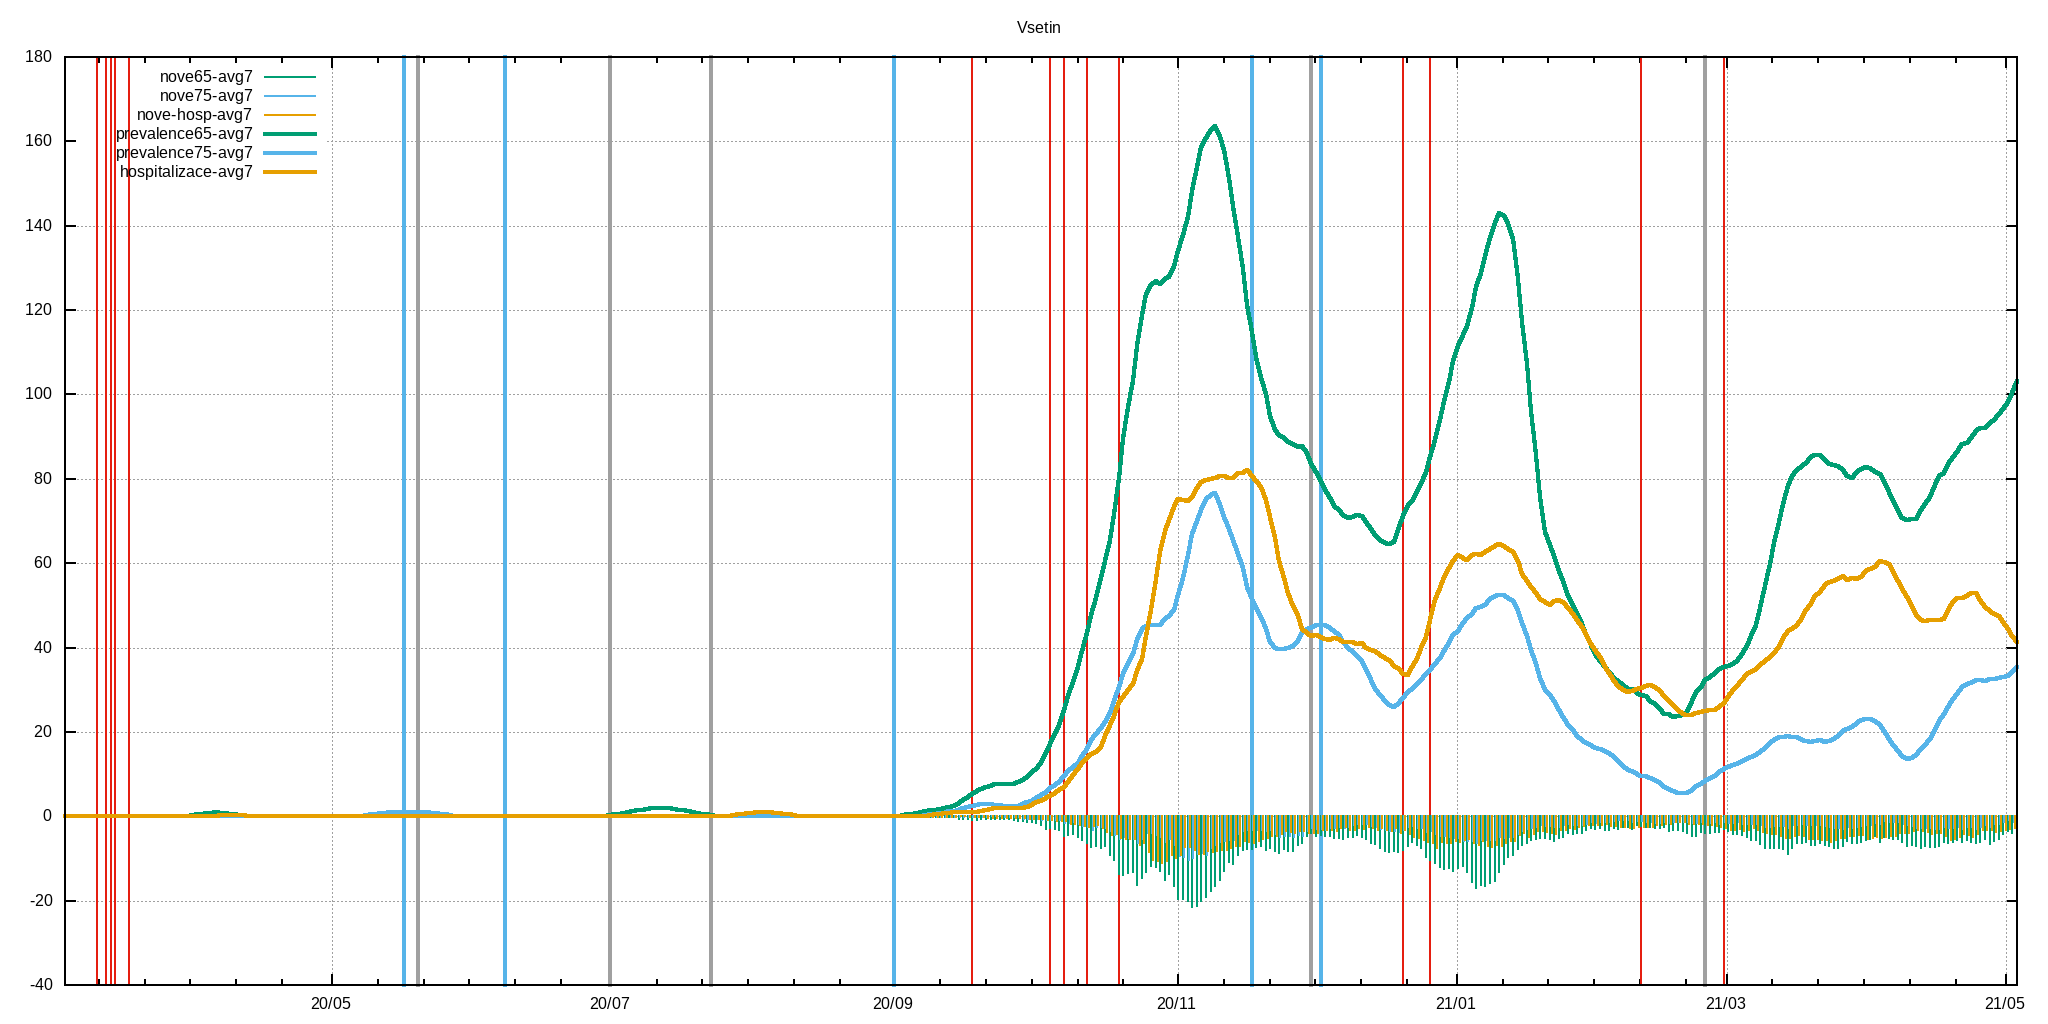 Vsetin
180
160
140
120
100
80
60
40
20
0
-20
-40
nove65-avg7
nove75-avg7
nove-hosp-avg7
prevalence65-avg7
prevalence75-avg7
hospitalizace-avg7
20/05
20/07
20/09
20/11
21/01
21/03
21/05